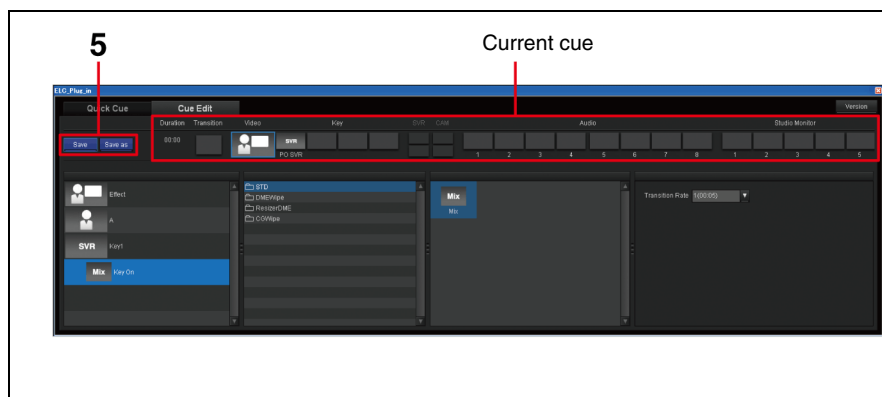 5
Current cue
ELC_Plug_in
Quick Cue
Cue Edit
Version
Duration Transition Video Key SVR CAM Audio Studio Monitor
00:00
SVR
PO SVR
1 2 3 4 5 6 7 8 1 2 3 4 5
Save
Save as
Effect
A
SVR Key1
Mix Key On
STD
DMEWipe
ResizerDME
CGWipe
Mix
Mix
Transition Rate 1(00:05)